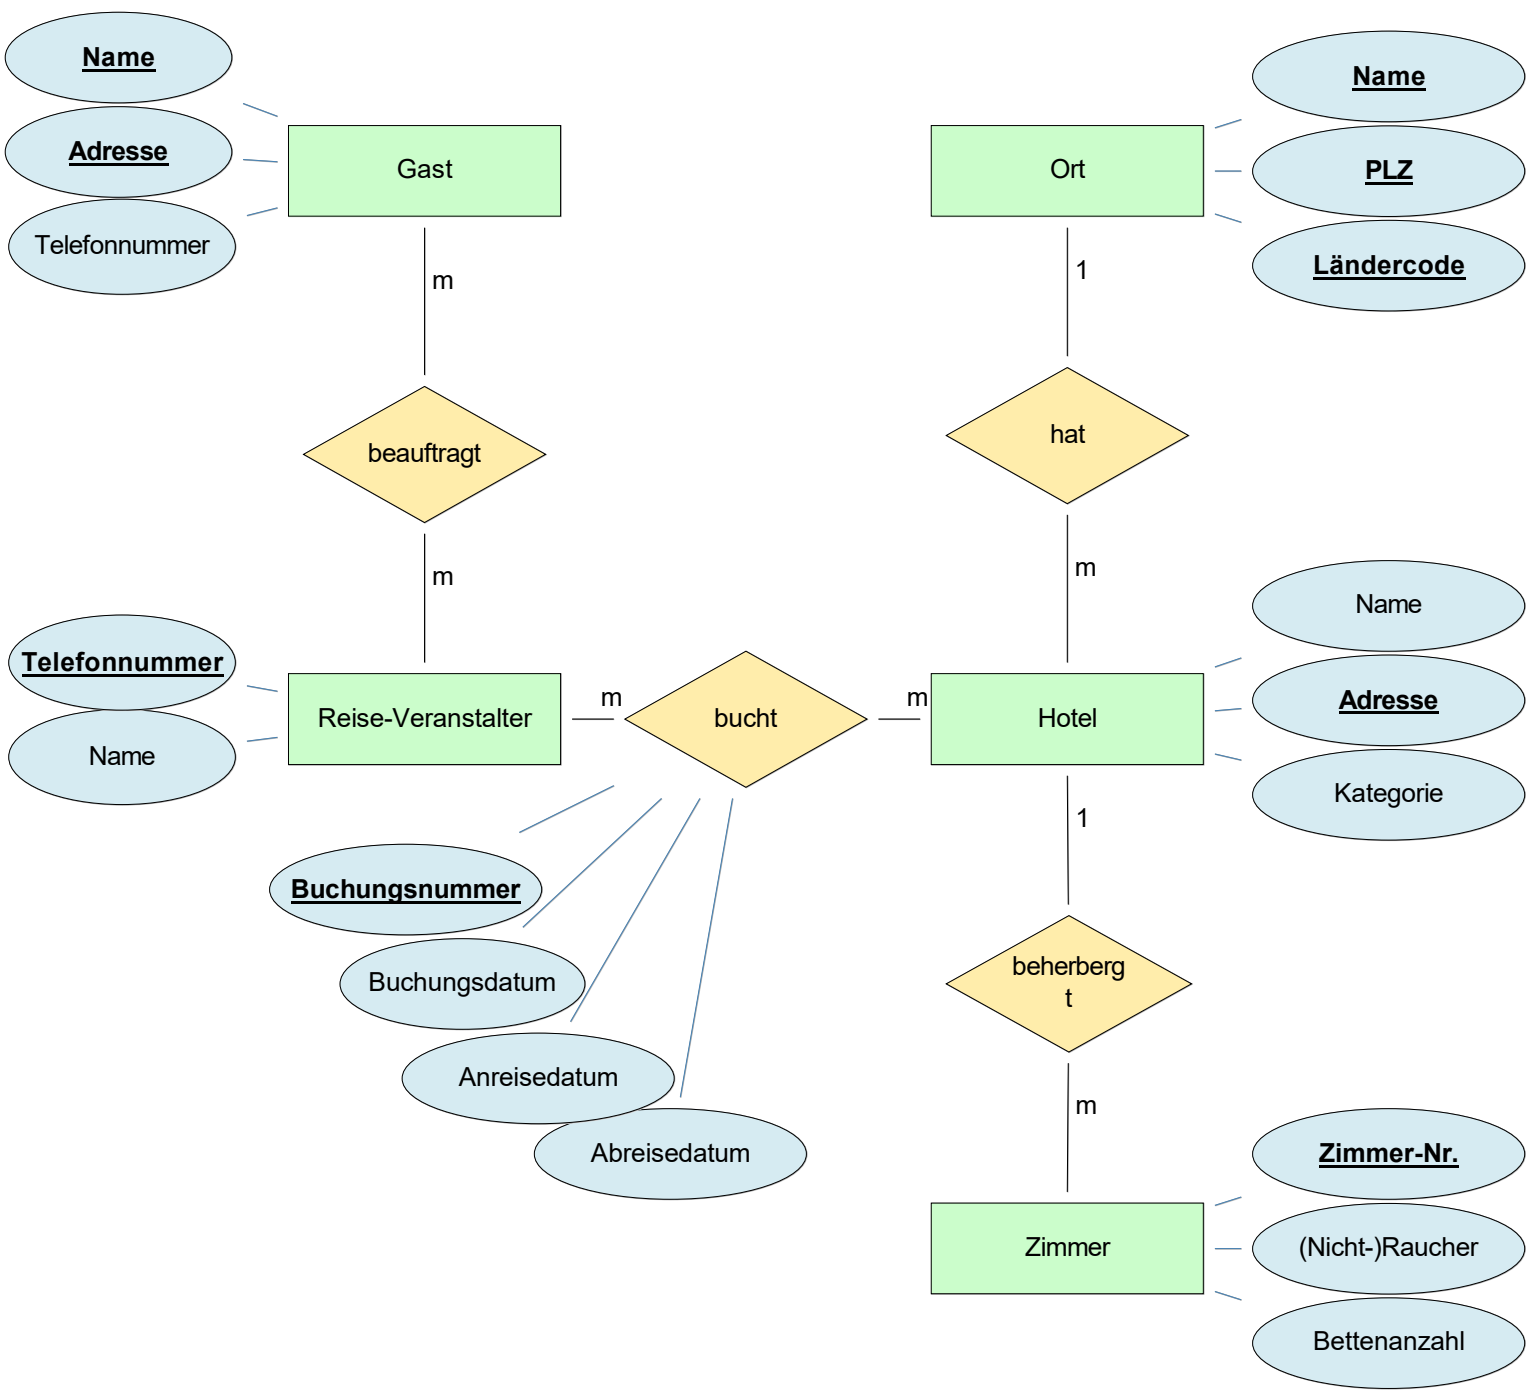 Name
Adresse
Telefonnummer
Gast
Ort
Name
PLZ
Ländercode
m
1
beauftragt
hat
m
m
Telefonnummer
Name
Reise-Veranstalter
m
bucht
m
Hotel
Name
Adresse
Kategorie
Buchungsnummer
Buchungsdatum
Anreisedatum
Abreisedatum
1
beherberg
t
m
Zimmer
Zimmer-Nr.
(Nicht-)Raucher
Bettenanzahl